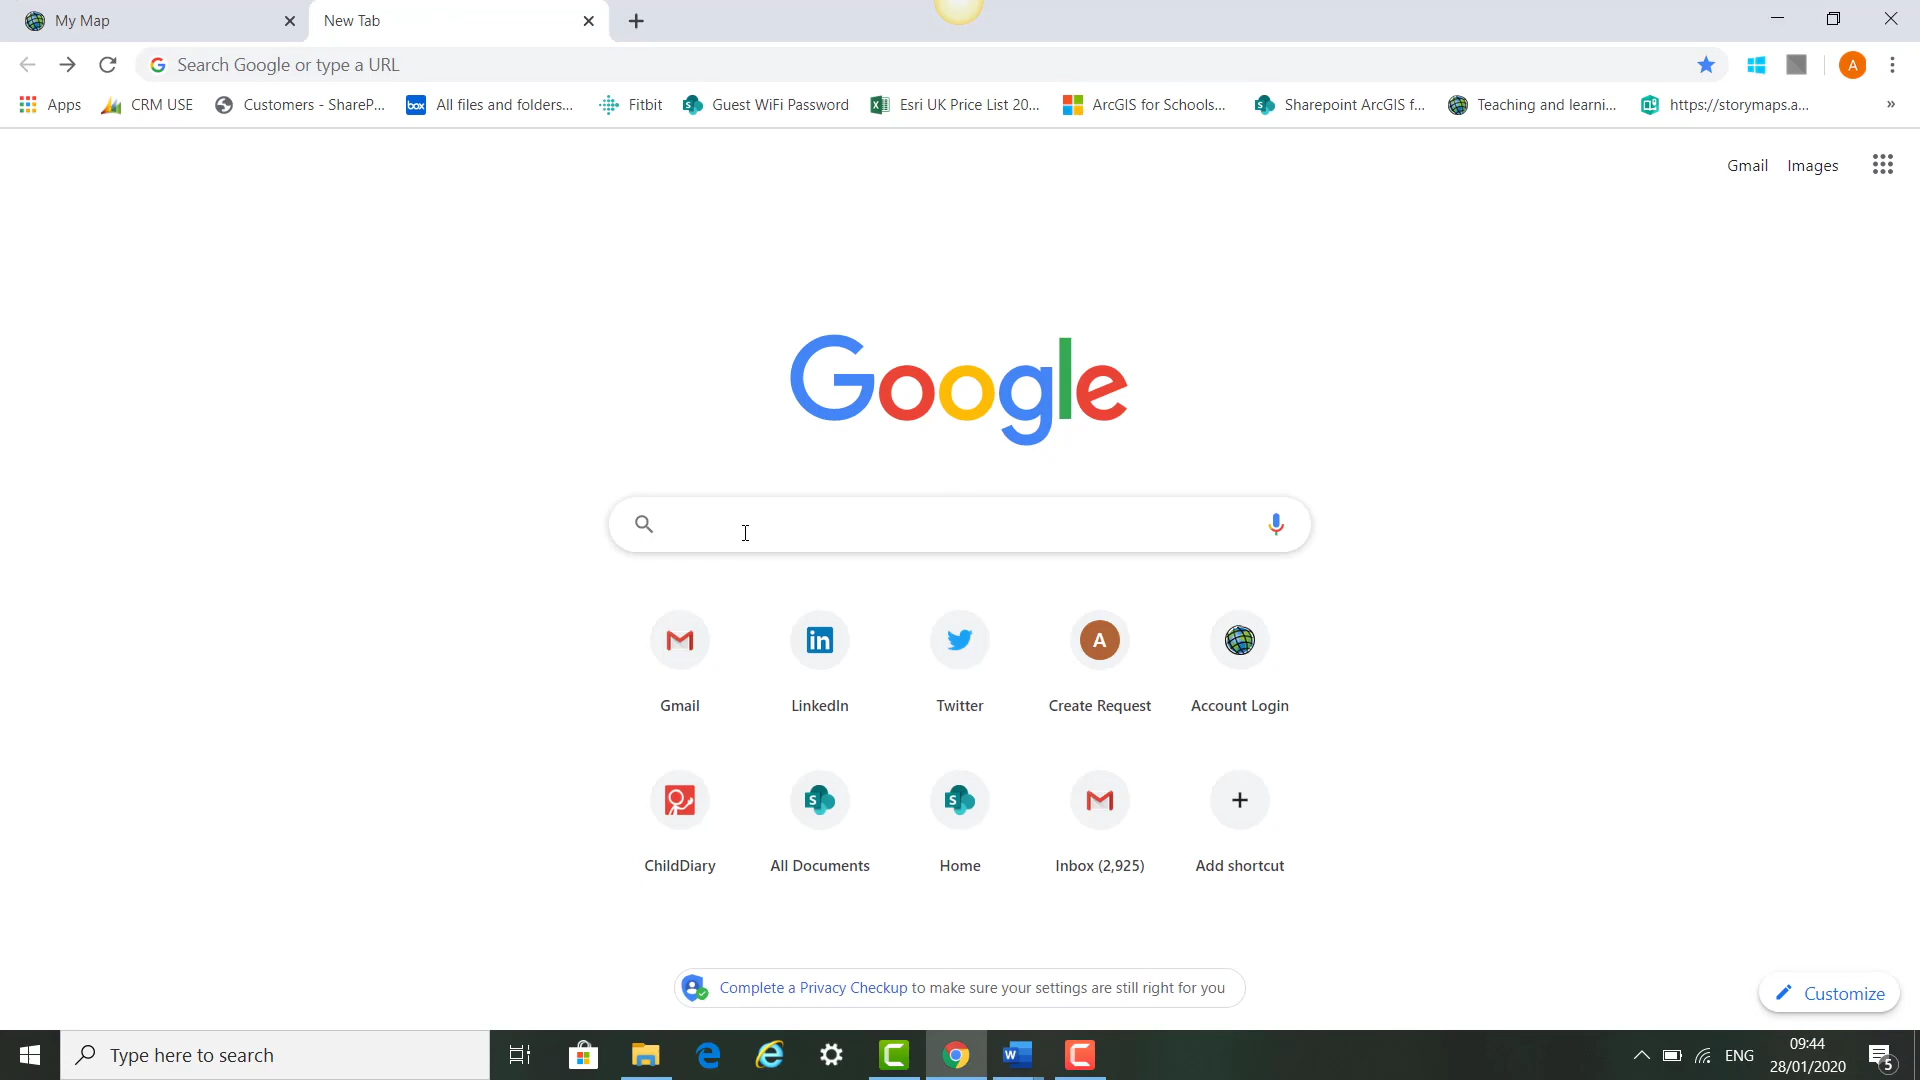 My Map
New Tab
Search Google or type a URL
A
Apps
CRM USE
Customers - ShareP...
box
All files and folders...
Fitbit
Guest WiFi Password
Esri UK Price List 20...
ArcGIS for Schools...
Sharepoint ArcGIS f...
Teaching and learni...
https://storymaps.a...
»
Gmail
Images
Google
in
A
Gmail
LinkedIn
Twitter
Create Request
Account Login
S
S
ChildDiary
All Documents
Home
Inbox (2,925)
Add shortcut
Complete a Privacy Checkup to make sure your settings are still right for you
Customize
Type here to search
ENG
09:44
28/01/2020
5